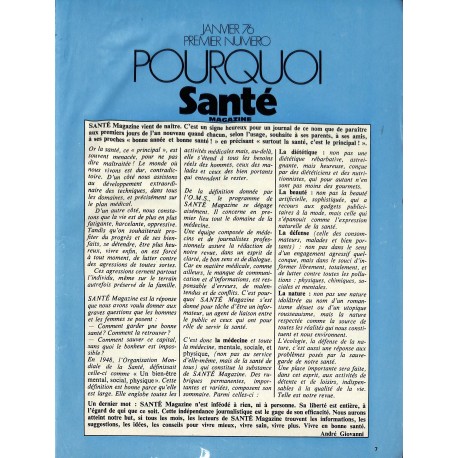 JANVIER 76
PREMIER NUMERO
POURQUOI
Santé
MAGAZINE
SANTÉ Magazine vient de naître. C'est un signe heureux pour un journal de ce nom que de paraître
aux premiers jours de l'an nouveau quand chacun, selon l'usage, souhaite à ses parents, à ses amis,
à ses proches « bonne année et bonne santé ! » en précisant « surtout la santé, c'est le principal ! ».
Or la santé, ce « principal », est
souvent menacée, pour ne pas
dire maltraitée ! Le monde où
nous vivons est dur, contradic-
toire. D'un côté nous assistons
au développement extraordi-
naire des techniques, dans tous
les domaines, et précisément sur
le plan médical.
D'un autre côté, nous consta-
tons que la vie est de plus en plus
fatigante, harcelante, oppressive.
Tandis qu'on souhaiterait pro-
fiter du progrès et de ses bien-
faits, se détendre, être plus heu-
reux, vivre enfin, on est forcé
à tout moment, de lutter contre
des agressions de toutes sortes.
Ces agressions cernent partout
l'individu, même sur le terrain
autrefois préservé de la famille.
SANTÉ Magazine est la réponse
que nous avons voulu donner aux
graves questions que les hommes
et les femmes se posent :
— Comment garder une bonne
santé ? Comment la retrouver ?
— Comment sauver ce capital,
sans quoi le bonheur est impos-
sible ?
En 1946, l'Organisation Mon-
diale de la Santé, définissait
celle-ci comme « Un bien-être
mental, social, physique ». Cette
définition est bonne parce qu'elle
est large. Elle englobe toutes les
activités médicales mais, au-delà,
elle s'étend à tous les besoins
réels des hommes, ceux des ma-
lades et ceux des bien portants
qui entendent le rester.
De la définition donnée par
l'O.M.S., le programme de
SANTÉ Magazine se dégage
aisément. Il concerne en pre-
mier lieu tout le domaine de la
médecine.
Une équipe composée de méde-
cins et de journalistes profes-
sionnels assure la rédaction de
notre revue, dans un esprit de
clarté, de bon sens et de dialogue.
Car en matière médicale, comme
ailleurs, le manque de communi-
cation et d'informations, est res-
ponsable d'erreurs, de malen-
tendus et de conflits. C'est pour-
quoi SANTÉ Magazine s'est
donné pour tâche d'être un infor-
mateur, un agent de liaison entre
le public et ceux qui ont pour
rôle de servir la santé.
C'est donc la médecine et toute
la médecine, mentale, sociale, et
physique, (non pas au service
d'elle-même, mais de la santé de
tous) qui constitue la substance
de SANTÉ Magazine. Des ru-
briques permanentes, impor-
tantes et variées, composent son
sommaire. Parmi celles-ci :
La diététique : non pas une
diététique rébarbative, astrei-
gnante, mais heureuse, conçue
par des diététiciens et des nutri-
tionnistes, qui pour autant n'en
sont pas moins des gourmets.
La beauté : non pas la beauté
artificielle, sophistiquée, qui a
recours aux gadgets publici-
taires à la mode, mais celle qui
s'épanouit comme l'expression
naturelle de la santé.
La défense (celle des consom-
mateurs, malades et bien por-
tants) : non pas dans le sens
d'un engagement agressif quel-
conque, mais dans le souci d'in-
former librement, totalement, et
de lutter contre toutes les pollu-
tions : physiques, chimiques, so-
ciales et mentales.
La nature : non pas une nature
idolâtrée au nom d'un roman-
tisme désuet ou d'un utopique
rousseauisme, mais la nature
respectée comme la source de
toutes les réalités qui nous consti-
tuent et nous environnent.
L'écologie, la défense de la na-
ture, c'est aussi une réponse aux
problèmes posés par la sauve-
garde de notre santé.
Une place importante sera faite,
dans cet esprit, aux activités de
détente et de loisirs, indispen-
sables à la qualité de la vie.
Telle est notre revue.
Un dernier mot : SANTÉ Magazine n'est inféodé à rien, ni à personne. Sa liberté est entière, à
l'égard de qui que ce soit. Cette indépendance journalistique est le gage de son efficacité. Nous aurons
atteint notre but, si tous les mois, les lecteurs de SANTÉ Magazine trouvent les informations, les
suggestions, les idées, les conseils pour vivre mieux, vivre sain, vivre plus. Vivre en bonne santé.
André Giovanni
7